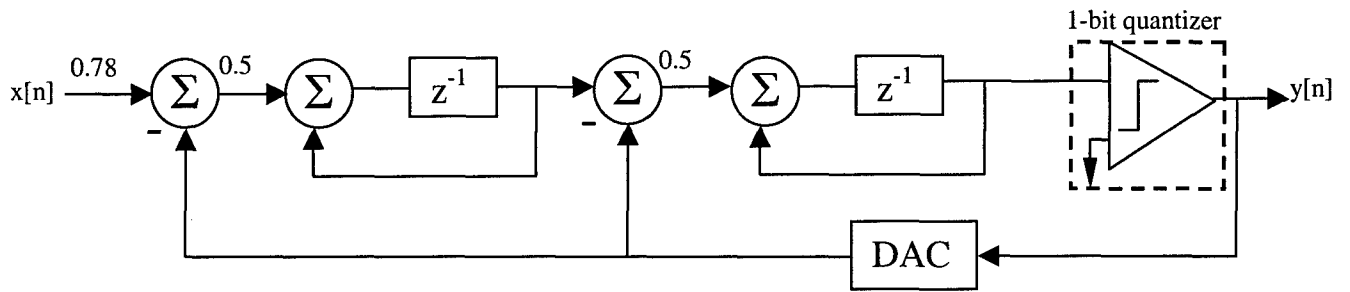 1-bit quantizer
x[n]
0.78
Σ
0.5
Σ
z⁻¹
Σ
0.5
Σ
z⁻¹
y[n]
−
−
DAC